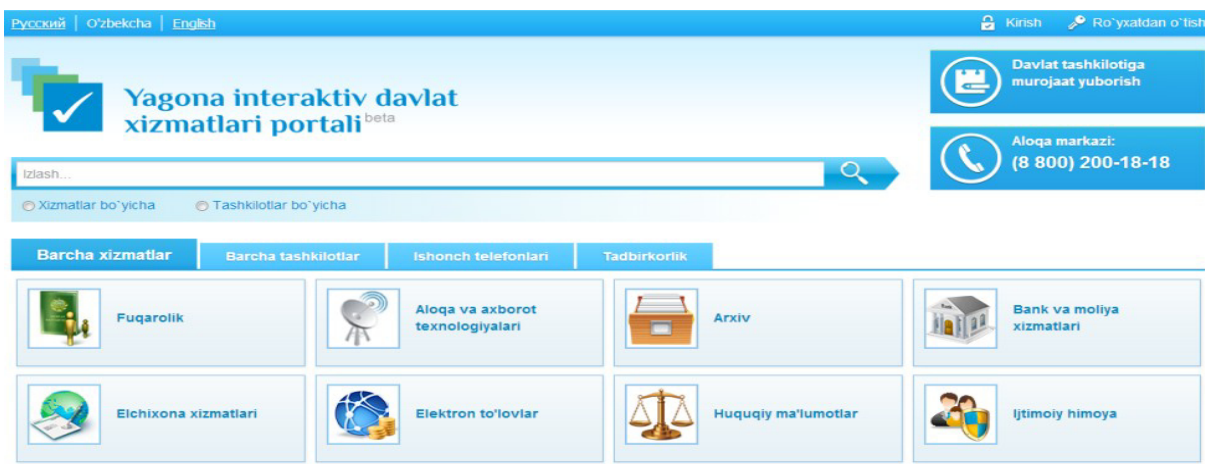 Русский | O'zbekcha | English
Kirish
Ro`yxatdan o`tish
Yagona interaktiv davlat
xizmatlari portali beta
Davlat tashkilotiga
murojaat yuborish
Aloqa markazi:
(8 800) 200-18-18
Izlash...
Xizmatlar bo`yicha
Tashkilotlar bo`yicha
Barcha xizmatlar
Barcha tashkilotlar
Ishonch telefonlari
Tadbirkorlik
Fuqarolik
Aloqa va axborot
texnologiyalari
Arxiv
Bank va moliya
xizmatlari
Elchixona xizmatlari
Elektron to'lovlar
Huquqiy ma'lumotlar
Ijtimoiy himoya